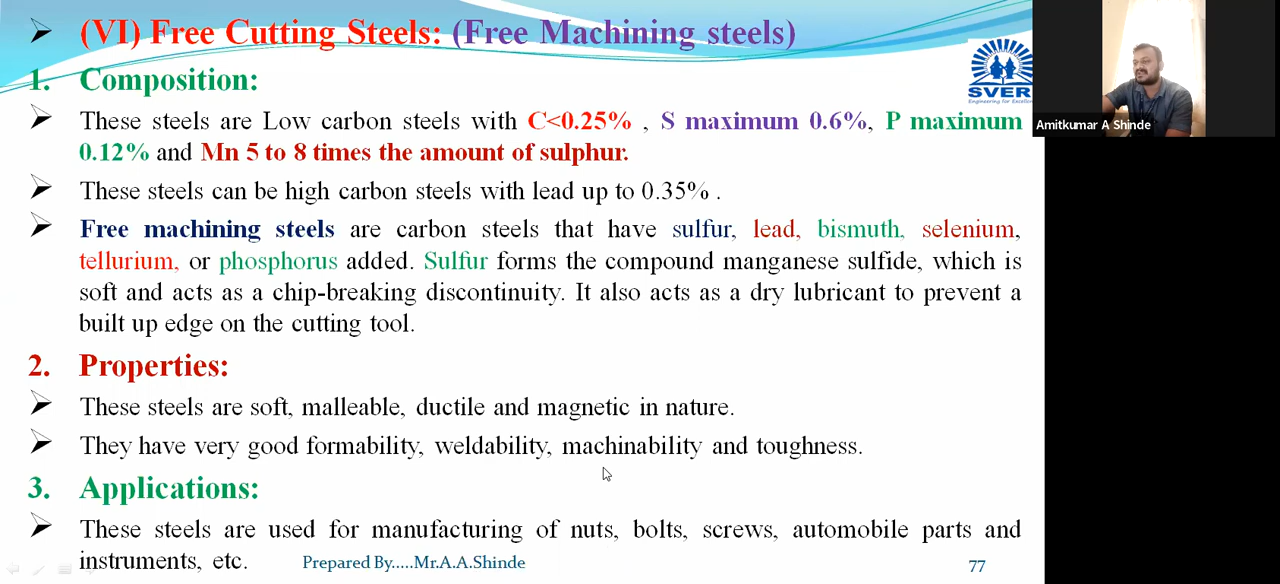 (VI) Free Cutting Steels: (Free Machining steels)
1. Composition:
These steels are Low carbon steels with C<0.25% , S maximum 0.6%, P maximum
0.12% and Mn 5 to 8 times the amount of sulphur.
These steels can be high carbon steels with lead up to 0.35% .
Free machining steels are carbon steels that have sulfur, lead, bismuth, selenium,
tellurium, or phosphorus added. Sulfur forms the compound manganese sulfide, which is
soft and acts as a chip-breaking discontinuity. It also acts as a dry lubricant to prevent a
built up edge on the cutting tool.
2. Properties:
These steels are soft, malleable, ductile and magnetic in nature.
They have very good formability, weldability, machinability and toughness.
3. Applications:
These steels are used for manufacturing of nuts, bolts, screws, automobile parts and
instruments, etc.
Prepared By.....Mr.A.A.Shinde
77
SVER
Engineering for Excellen
Amitkumar A Shinde